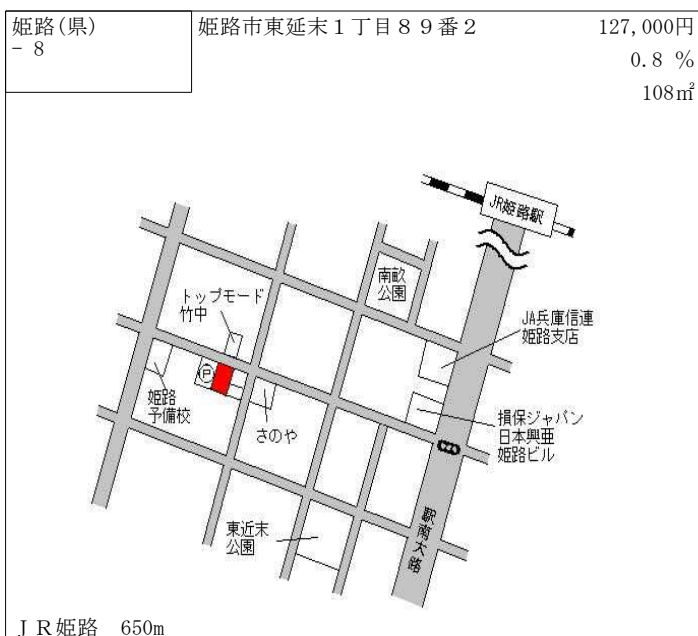 姫路(県)
- 8
姫路市東延末1丁目89番2
127,000円
0.8 %
108㎡
JR姫路駅
南畝
公園
トップモード
竹中
JA兵庫信連
姫路支店
P
姫路
予備校
さのや
損保ジャパン
日本興亜
姫路ビル
東近末
公園
駅南大路
JR姫路 650m